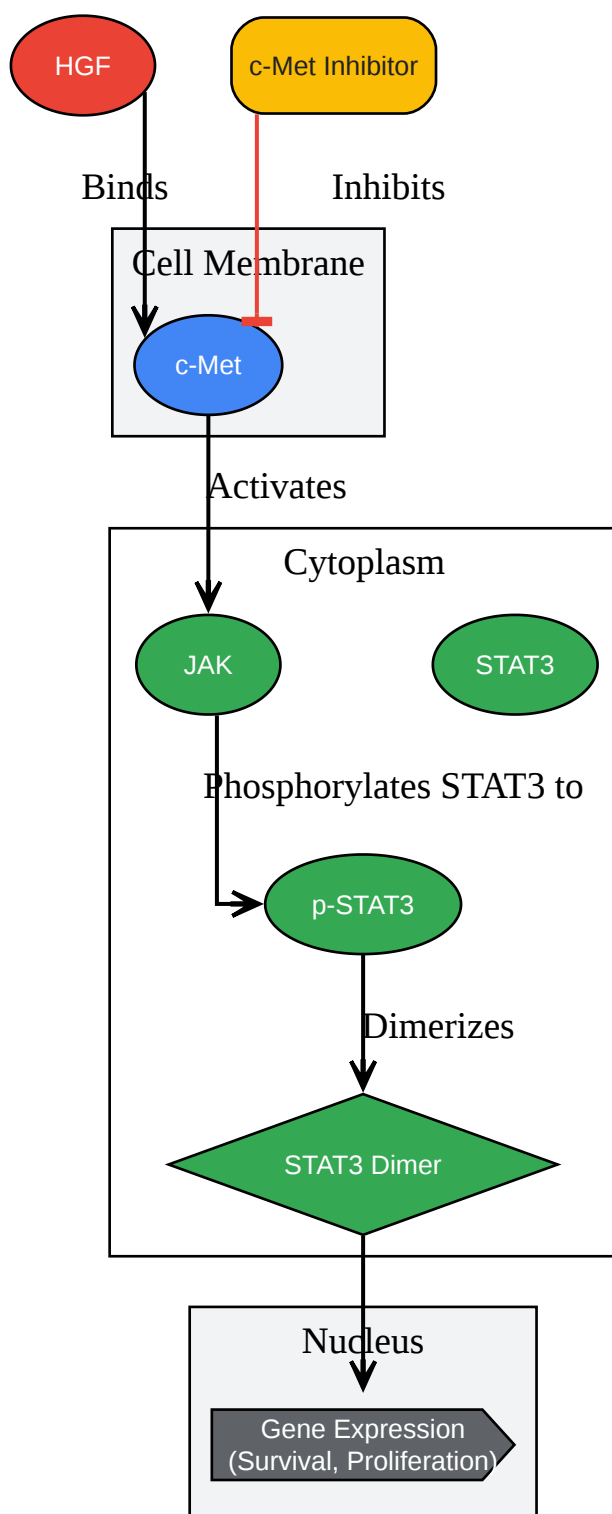 HGF
c-Met Inhibitor
Binds
Inhibits
Cell Membrane
c-Met
Activates
Cytoplasm
JAK
STAT3
Phosphorylates STAT3 to
p-STAT3
Dimerizes
STAT3 Dimer
Nucleus
Gene Expression
(Survival, Proliferation)